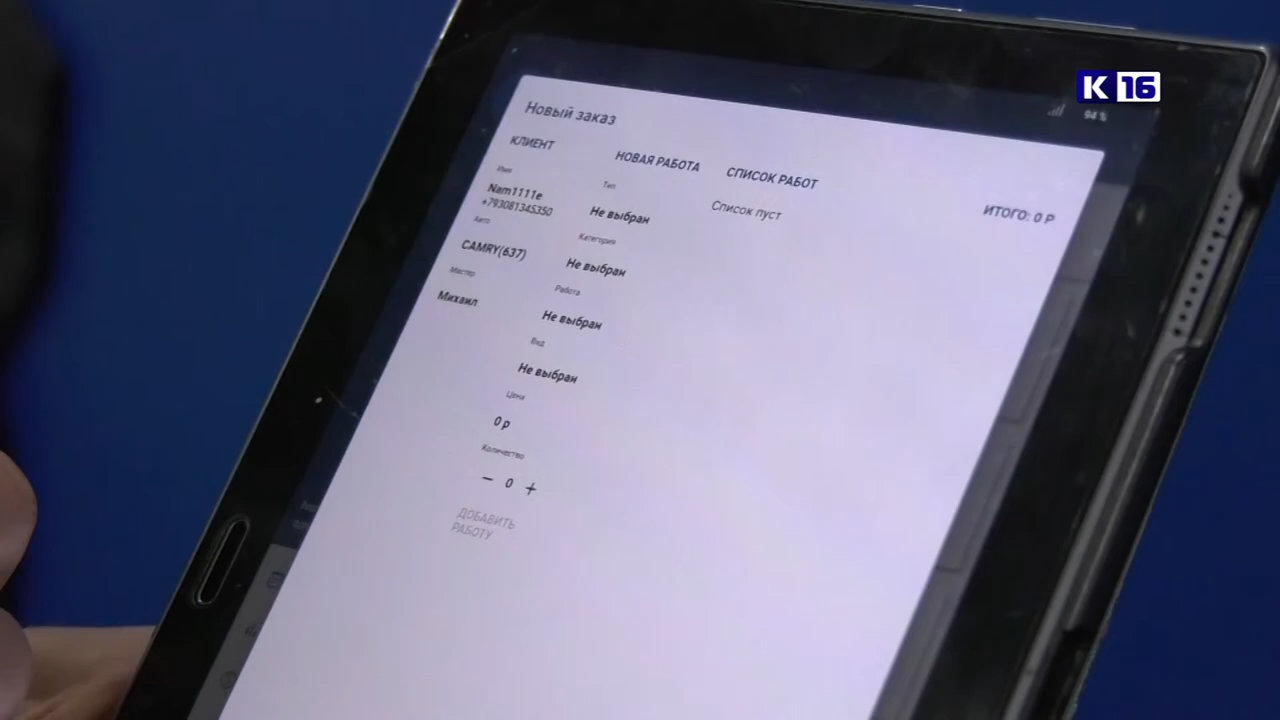 К 16
94 %
Новый заказ
КЛИЕНТ
Имя
Nam1111e
+793081345350
Авто
CAMRY(637)
Мастер
Михаил
НОВАЯ РАБОТА
Тип
Не выбран
Категория
Не выбран
Работа
Не выбран
Вид
Не выбран
Цена
0 р
Количество
— 0 +
ДОБАВИТЬ
РАБОТУ
СПИСОК РАБОТ
Список пуст
ИТОГО: 0 Р